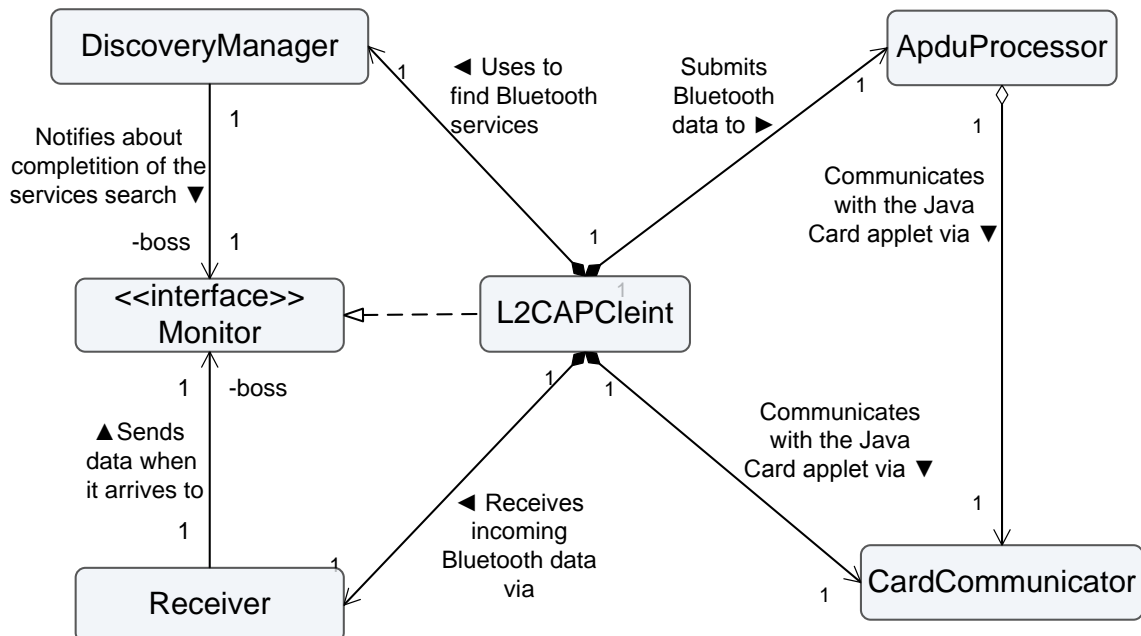 DiscoveryManager
ApduProcessor
1
◄ Uses to
find Bluetooth
services
Submits
Bluetooth
data to ►
1
1
1
Notifies about
completition of the
services search ▼
Communicates
with the Java
Card applet via ▼
-boss
1
1
1
<<interface>>
Monitor
L2CAPCleint
1
-boss
1
1
▲Sends
data when
it arrives to
Communicates
with the Java
Card applet via ▼
◄ Receives
incoming
Bluetooth data
via
1
1
1
1
Receiver
CardCommunicator